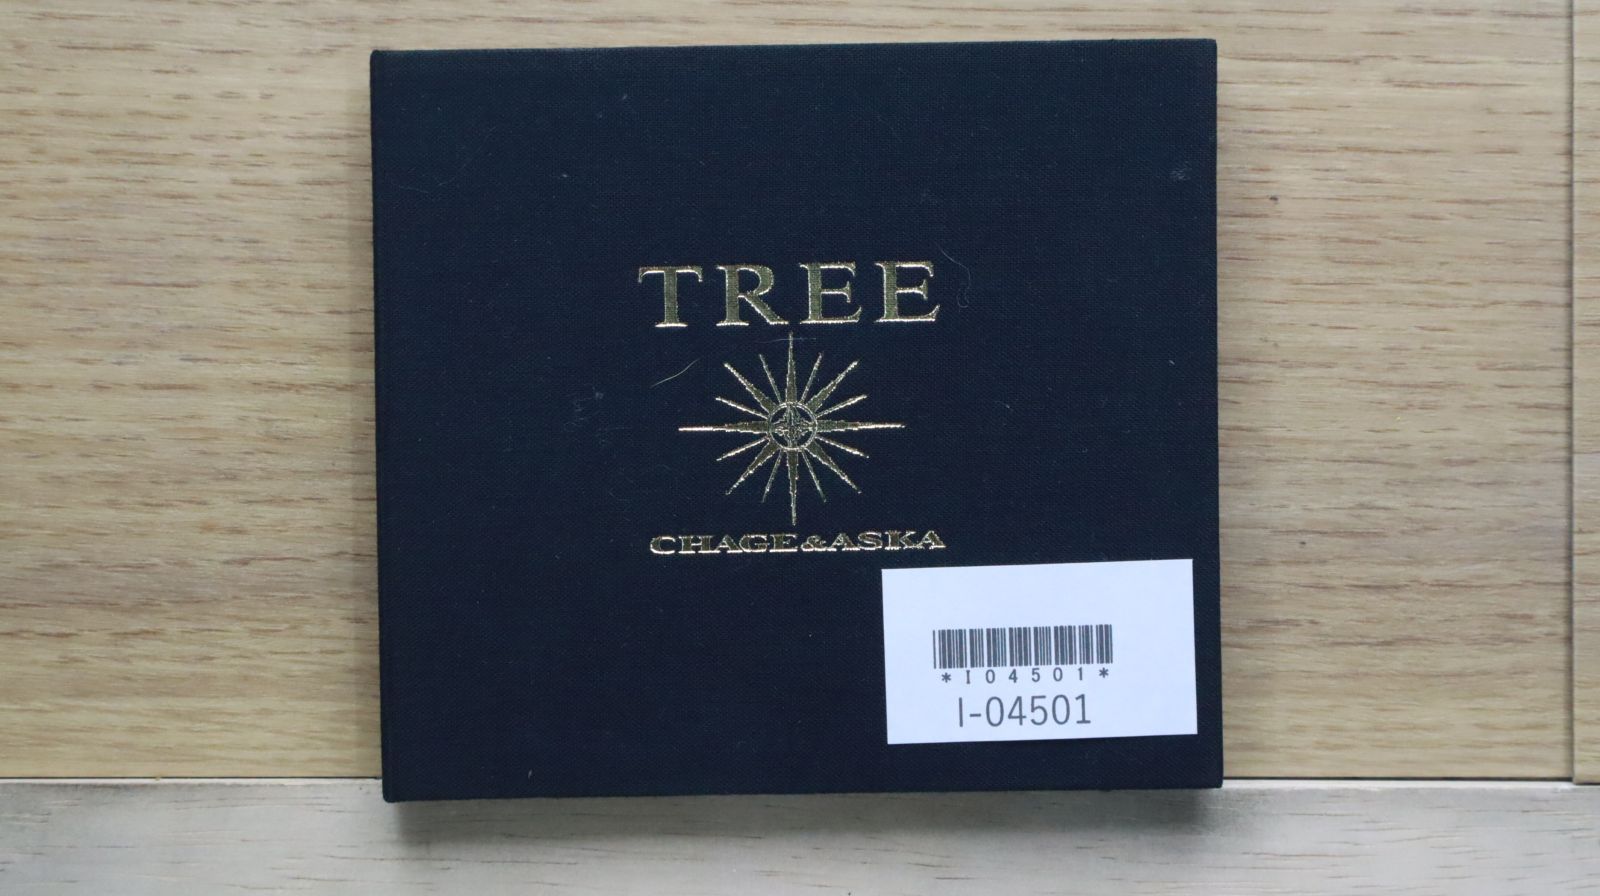 TREE
CHAGE&ASKA
*I04501*
I-04501